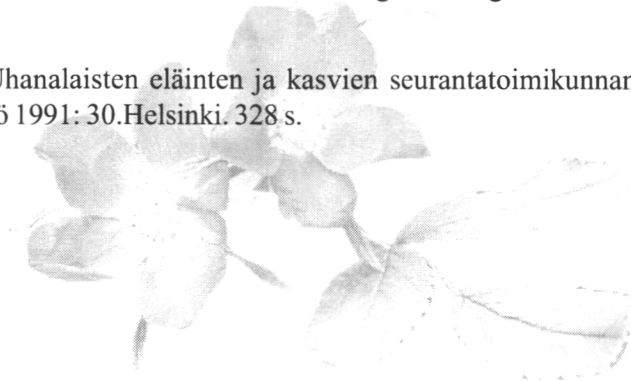 Uhanalaisten eläinten ja kasvien seurantatoimikunnan
ö 1991: 30.Helsinki. 328 s.